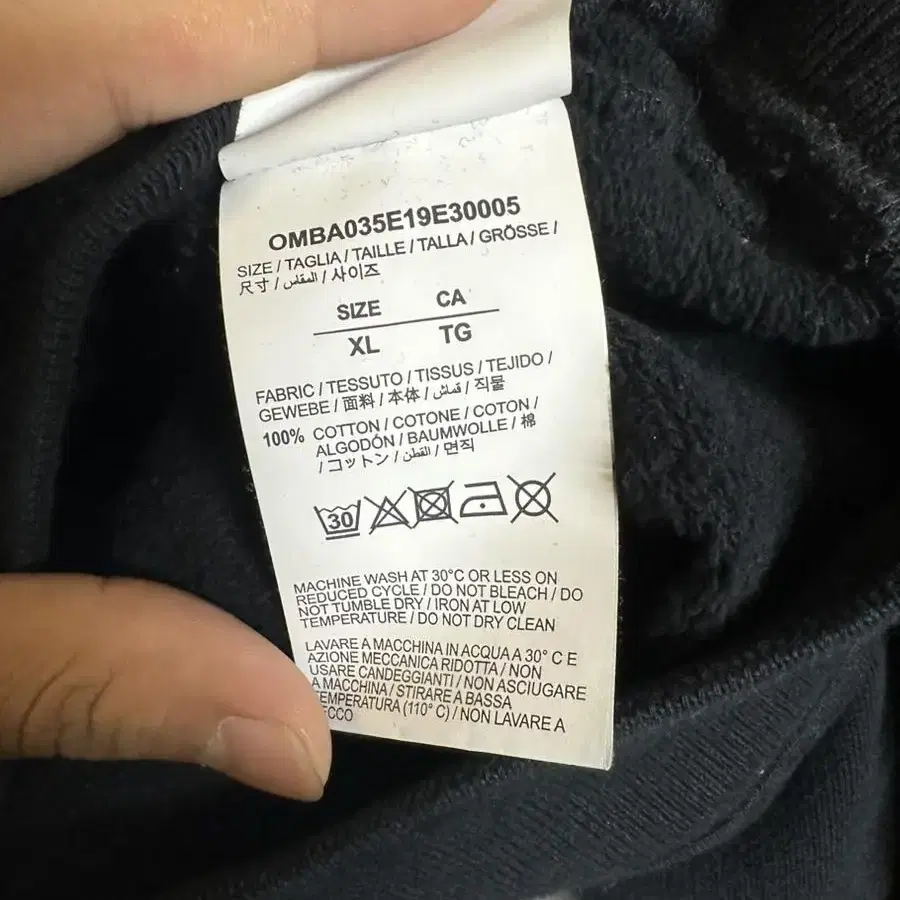 OMBA035E19E30005
SIZE / TAGLIA / TAILLE / TALLA / GRÖSSE /
尺寸 / المقاس / 사이즈
SIZE CA
XL TG
FABRIC / TESSUTO / TISSUS / TEJIDO /
GEWEBE / 面料 / 本体 / قماش / 직물
100% COTTON / COTONE / COTON /
ALGODÓN / BAUMWOLLE / 棉
/ コットン / القطن / 면직
30
MACHINE WASH AT 30°C OR LESS ON
REDUCED CYCLE / DO NOT BLEACH / DO
NOT TUMBLE DRY / IRON AT LOW
TEMPERATURE / DO NOT DRY CLEAN
LAVARE A MACCHINA IN ACQUA A 30° C E
AZIONE MECCANICA RIDOTTA / NON
USARE CANDEGGIANTI / NON ASCIUGARE
A MACCHINA / STIRARE A BASSA
EMPERATURA (110° C) / NON LAVARE A
ECCO